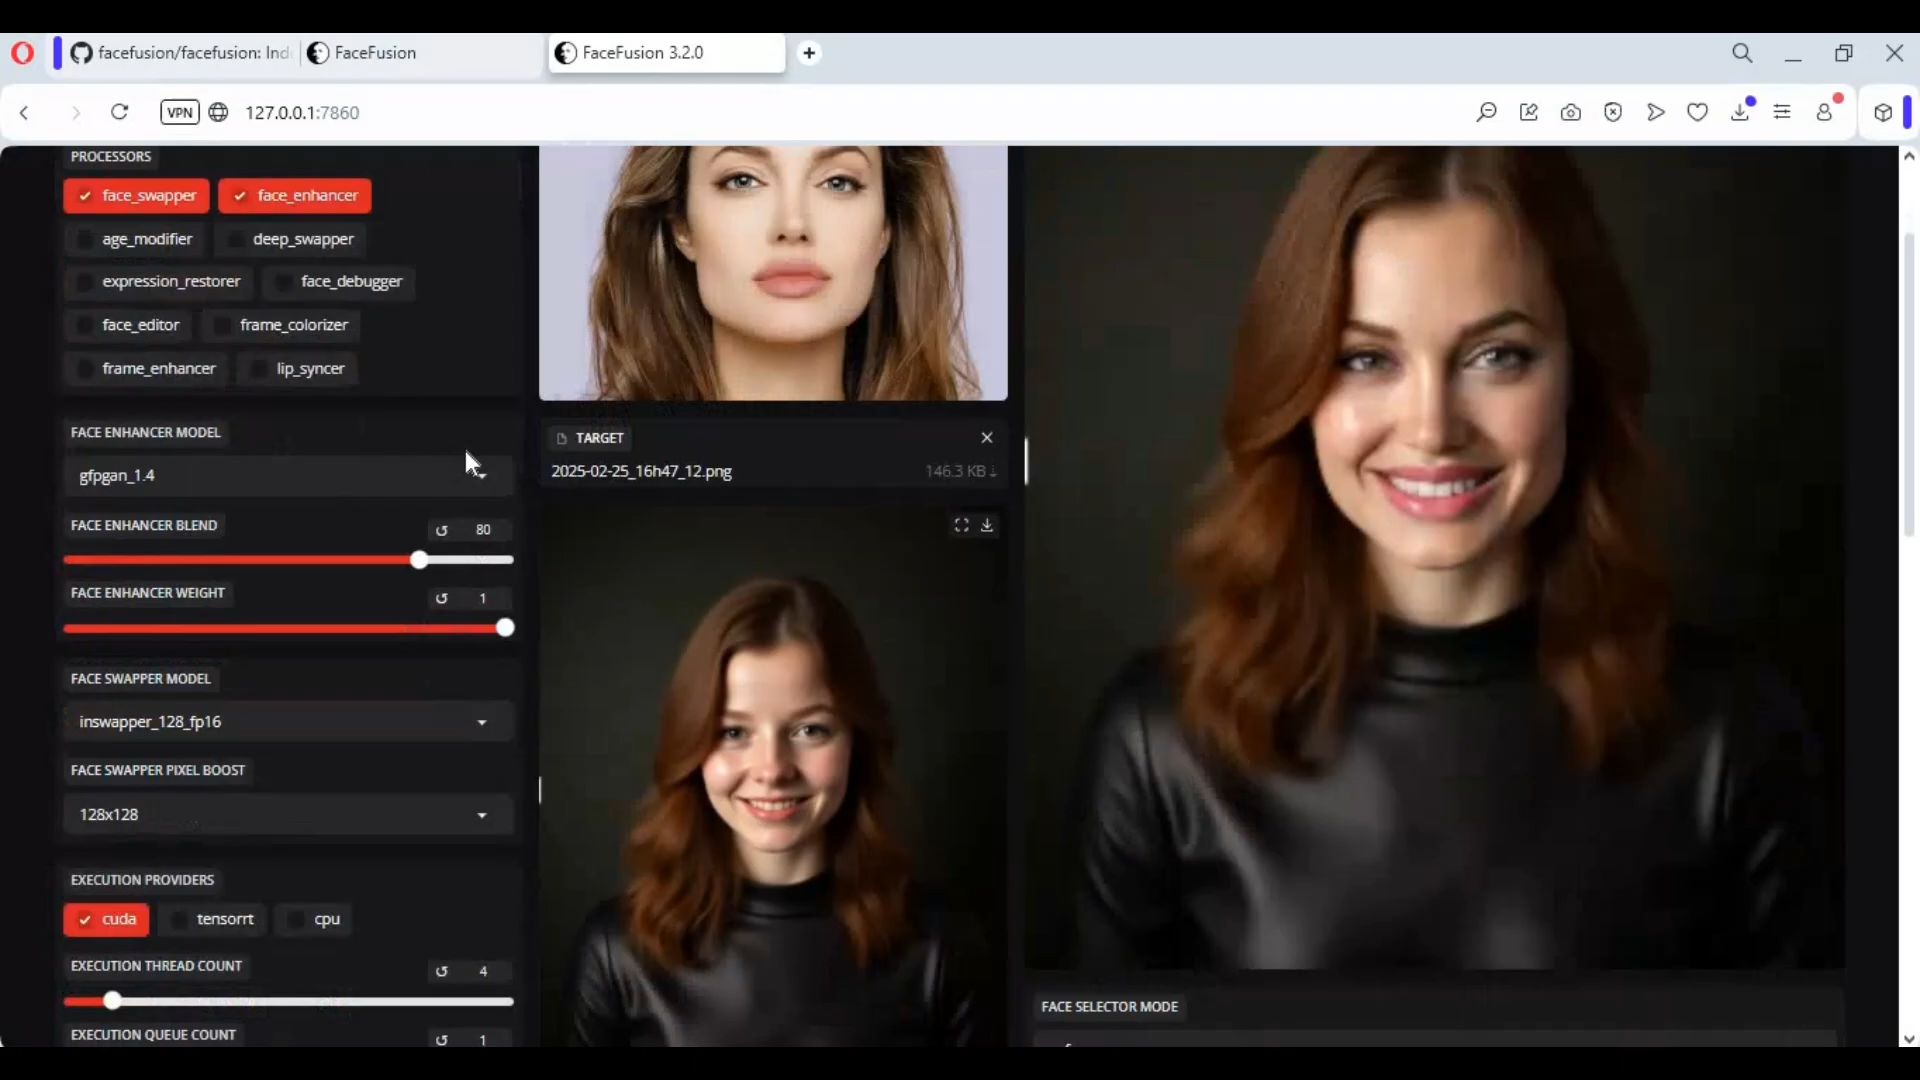 facefusion/facefusion: Ind
FaceFusion
FaceFusion 3.2.0
VPN
127.0.0.1:7860
PROCESSORS
face_swapper
face_enhancer
age_modifier
deep_swapper
expression_restorer
face_debugger
face_editor
frame_colorizer
frame_enhancer
lip_syncer
FACE ENHANCER MODEL
gfpgan_1.4
FACE ENHANCER BLEND
80
FACE ENHANCER WEIGHT
1
FACE SWAPPER MODEL
inswapper_128_fp16
FACE SWAPPER PIXEL BOOST
128x128
EXECUTION PROVIDERS
cuda
tensorrt
cpu
EXECUTION THREAD COUNT
4
EXECUTION QUEUE COUNT
1
TARGET
2025-02-25_16h47_12.png
146.3 KB ↓
FACE SELECTOR MODE